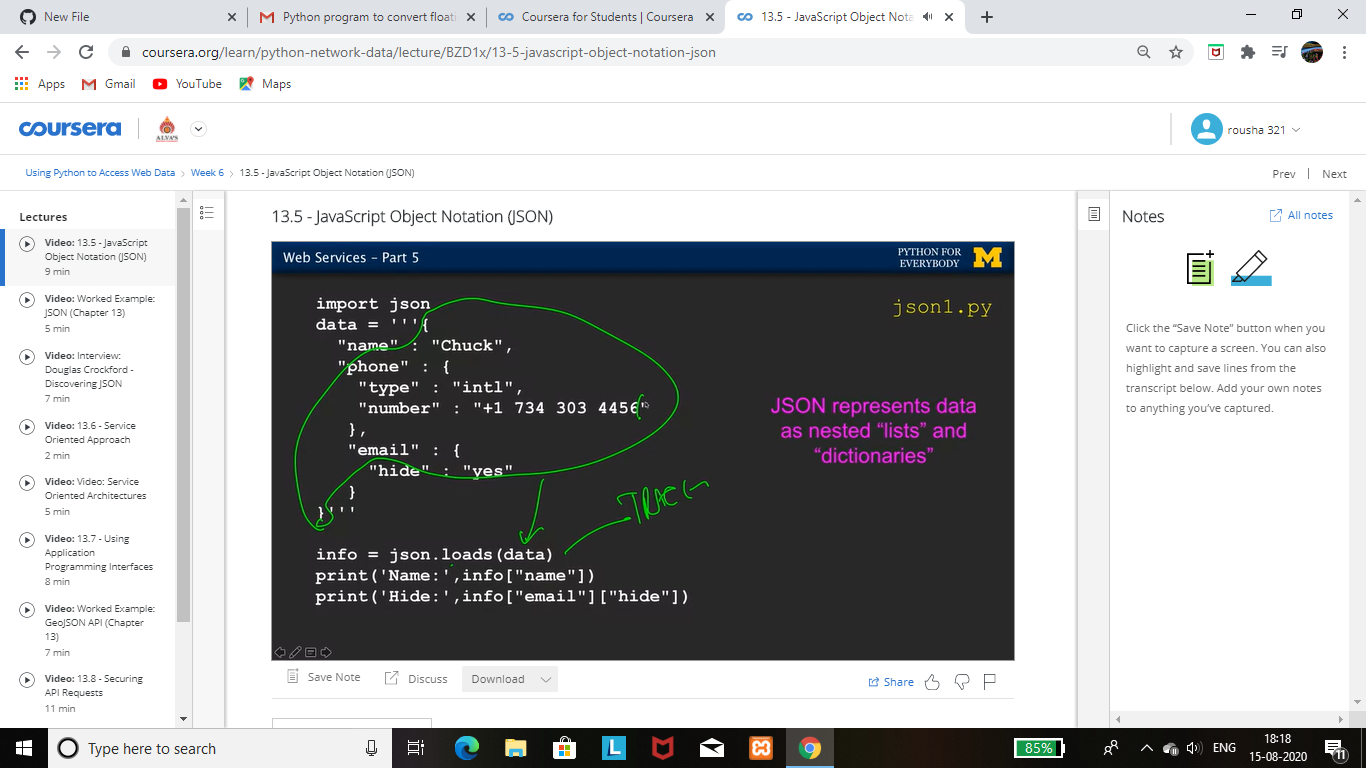 New File
Python program to convert floati
Coursera for Students | Coursera
13.5 - JavaScript Object Nota
coursera.org/learn/python-network-data/lecture/BZD1x/13-5-javascript-object-notation-json
Apps
Gmail
YouTube
Maps
coursera
ALVA'S
rousha 321
Using Python to Access Web Data > Week 6 > 13.5 - JavaScript Object Notation (JSON)
Prev | Next
Lectures
Video: 13.5 - JavaScript
Object Notation (JSON)
9 min
Video: Worked Example:
JSON (Chapter 13)
5 min
Video: Interview:
Douglas Crockford -
Discovering JSON
7 min
Video: 13.6 - Service
Oriented Approach
2 min
Video: Service
Oriented Architectures
5 min
Video: 13.7 - Using
Application
Programming Interfaces
8 min
Video: Worked Example:
GeoJSON API (Chapter
13)
7 min
Video: 13.8 - Securing
API Requests
11 min
13.5 - JavaScript Object Notation (JSON)
Web Services – Part 5
PYTHON FOR
EVERYBODY
M
json1.py
import json
data = '''{
"name" : "Chuck",
"phone" : {
"type" : "intl",
"number" : "+1 734 303 4456"
},
"email" : {
"hide" : "yes"
}
}'''
info = json.loads(data)
print('Name:',info["name"])
print('Hide:',info["email"]["hide"])
JSON represents data
as nested “lists” and
“dictionaries”
Save Note
Discuss
Download
Share
Notes
All notes
Click the “Save Note” button when you
want to capture a screen. You can also
highlight and save lines from the
transcript below. Add your own notes
to anything you’ve captured.
Type here to search
L
85%
ENG
18:18
15-08-2020
11